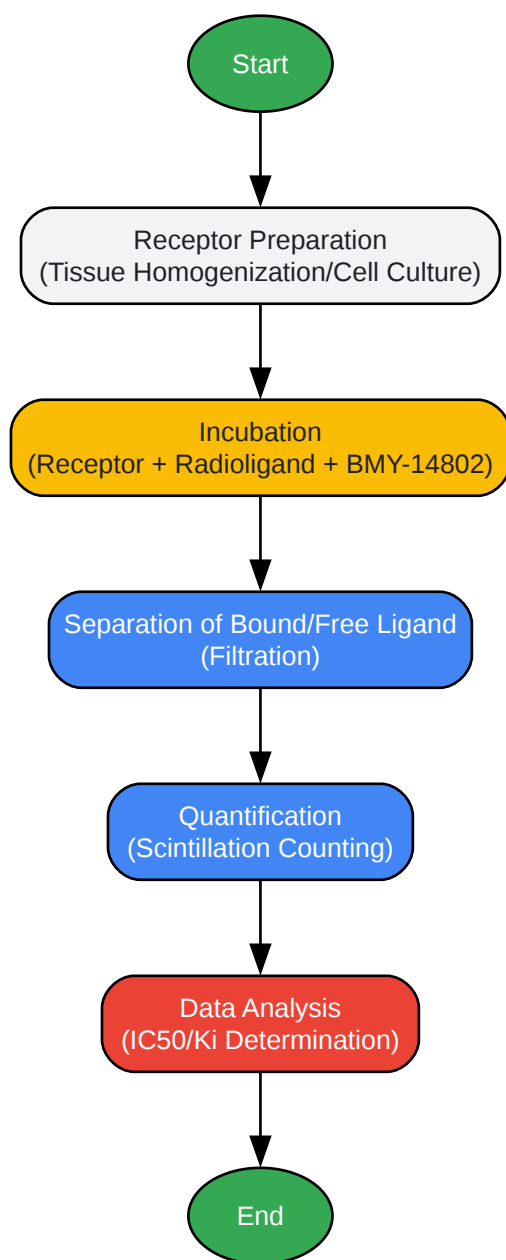 Start
Receptor Preparation
(Tissue Homogenization/Cell Culture)
Incubation
(Receptor + Radioligand + BMY-14802)
Separation of Bound/Free Ligand
(Filtration)
Quantification
(Scintillation Counting)
Data Analysis
(IC50/Ki Determination)
End